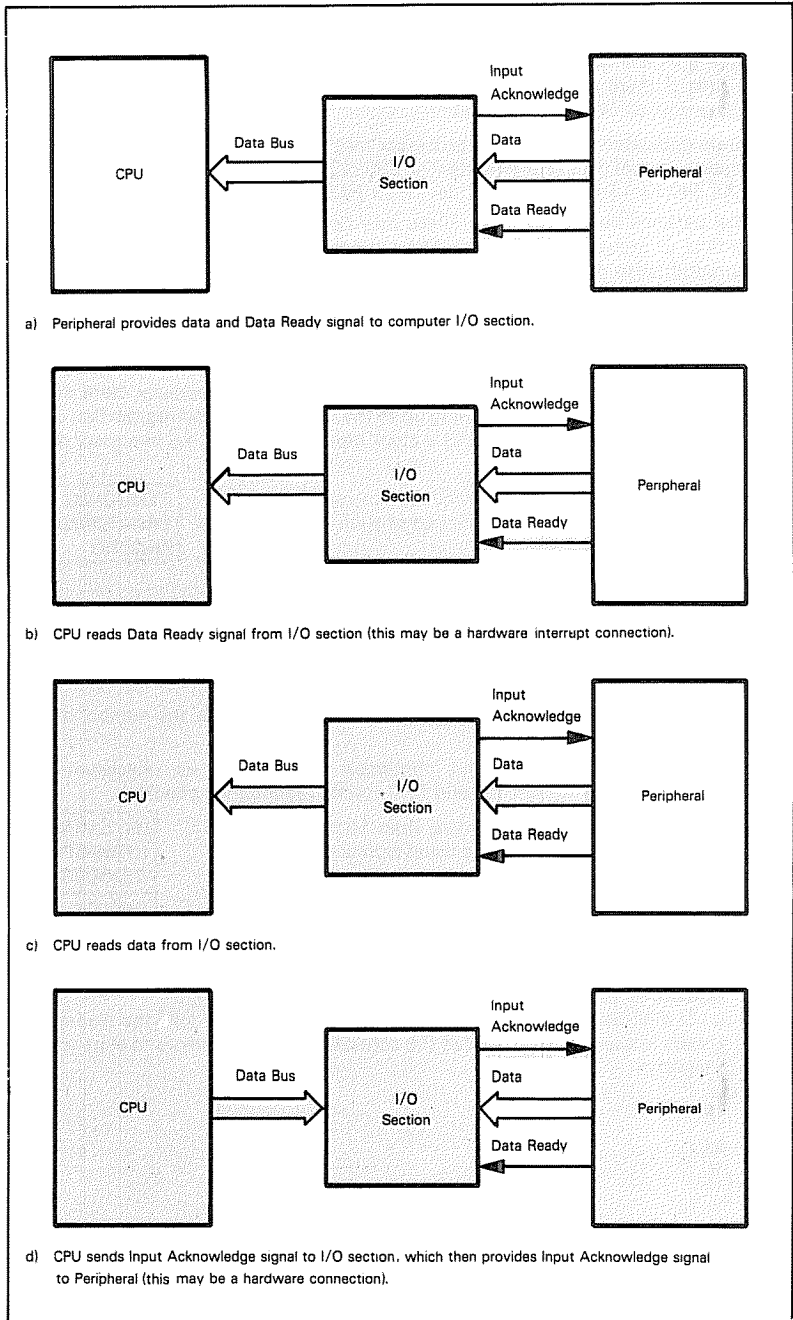 Input
Acknowledge
Data Bus
Data
CPU
I/O
Section
Peripheral
Data Ready
a) Peripheral provides data and Data Ready signal to computer I/O section.
Input
Acknowledge
Data Bus
Data
CPU
I/O
Section
Peripheral
Data Ready
b) CPU reads Data Ready signal from I/O section (this may be a hardware interrupt connection).
Input
Acknowledge
Data Bus
Data
CPU
I/O
Section
Peripheral
Data Ready
c) CPU reads data from I/O section.
Input
Acknowledge
Data Bus
Data
CPU
I/O
Section
Peripheral
Data Ready
d) CPU sends Input Acknowledge signal to I/O section, which then provides Input Acknowledge signal
to Peripheral (this may be a hardware connection).